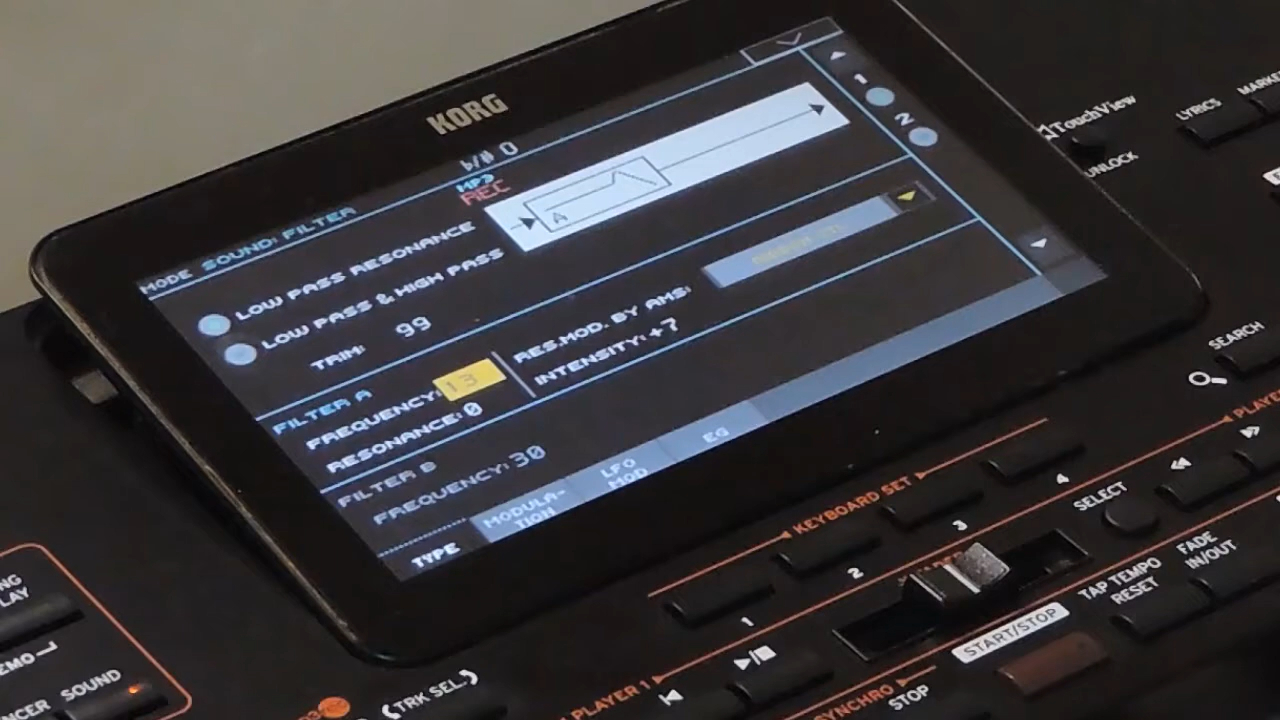 KORG
♭/# 0
MODE SOUND: FILTER
MP3
REC
1
2
LOW PASS RESONANCE
LOW PASS & HIGH PASS
TRIM: 99
A
FILTER A
FREQUENCY: 13
RESONANCE: 0
RES.MOD. BY AMS:
INTENSITY: +7
FILTER B
FREQUENCY: 30
TYPE
MODULA-
TION
LFO
MOD
EG
TouchView
UNLOCK
LYRICS
SEARCH
KEYBOARD SET
1
2
3
4
SELECT
TAP TEMPO
RESET
FADE
IN/OUT
START/STOP
SYNCHRO
STOP
PLAYER 1
TRK SEL.
SOUND